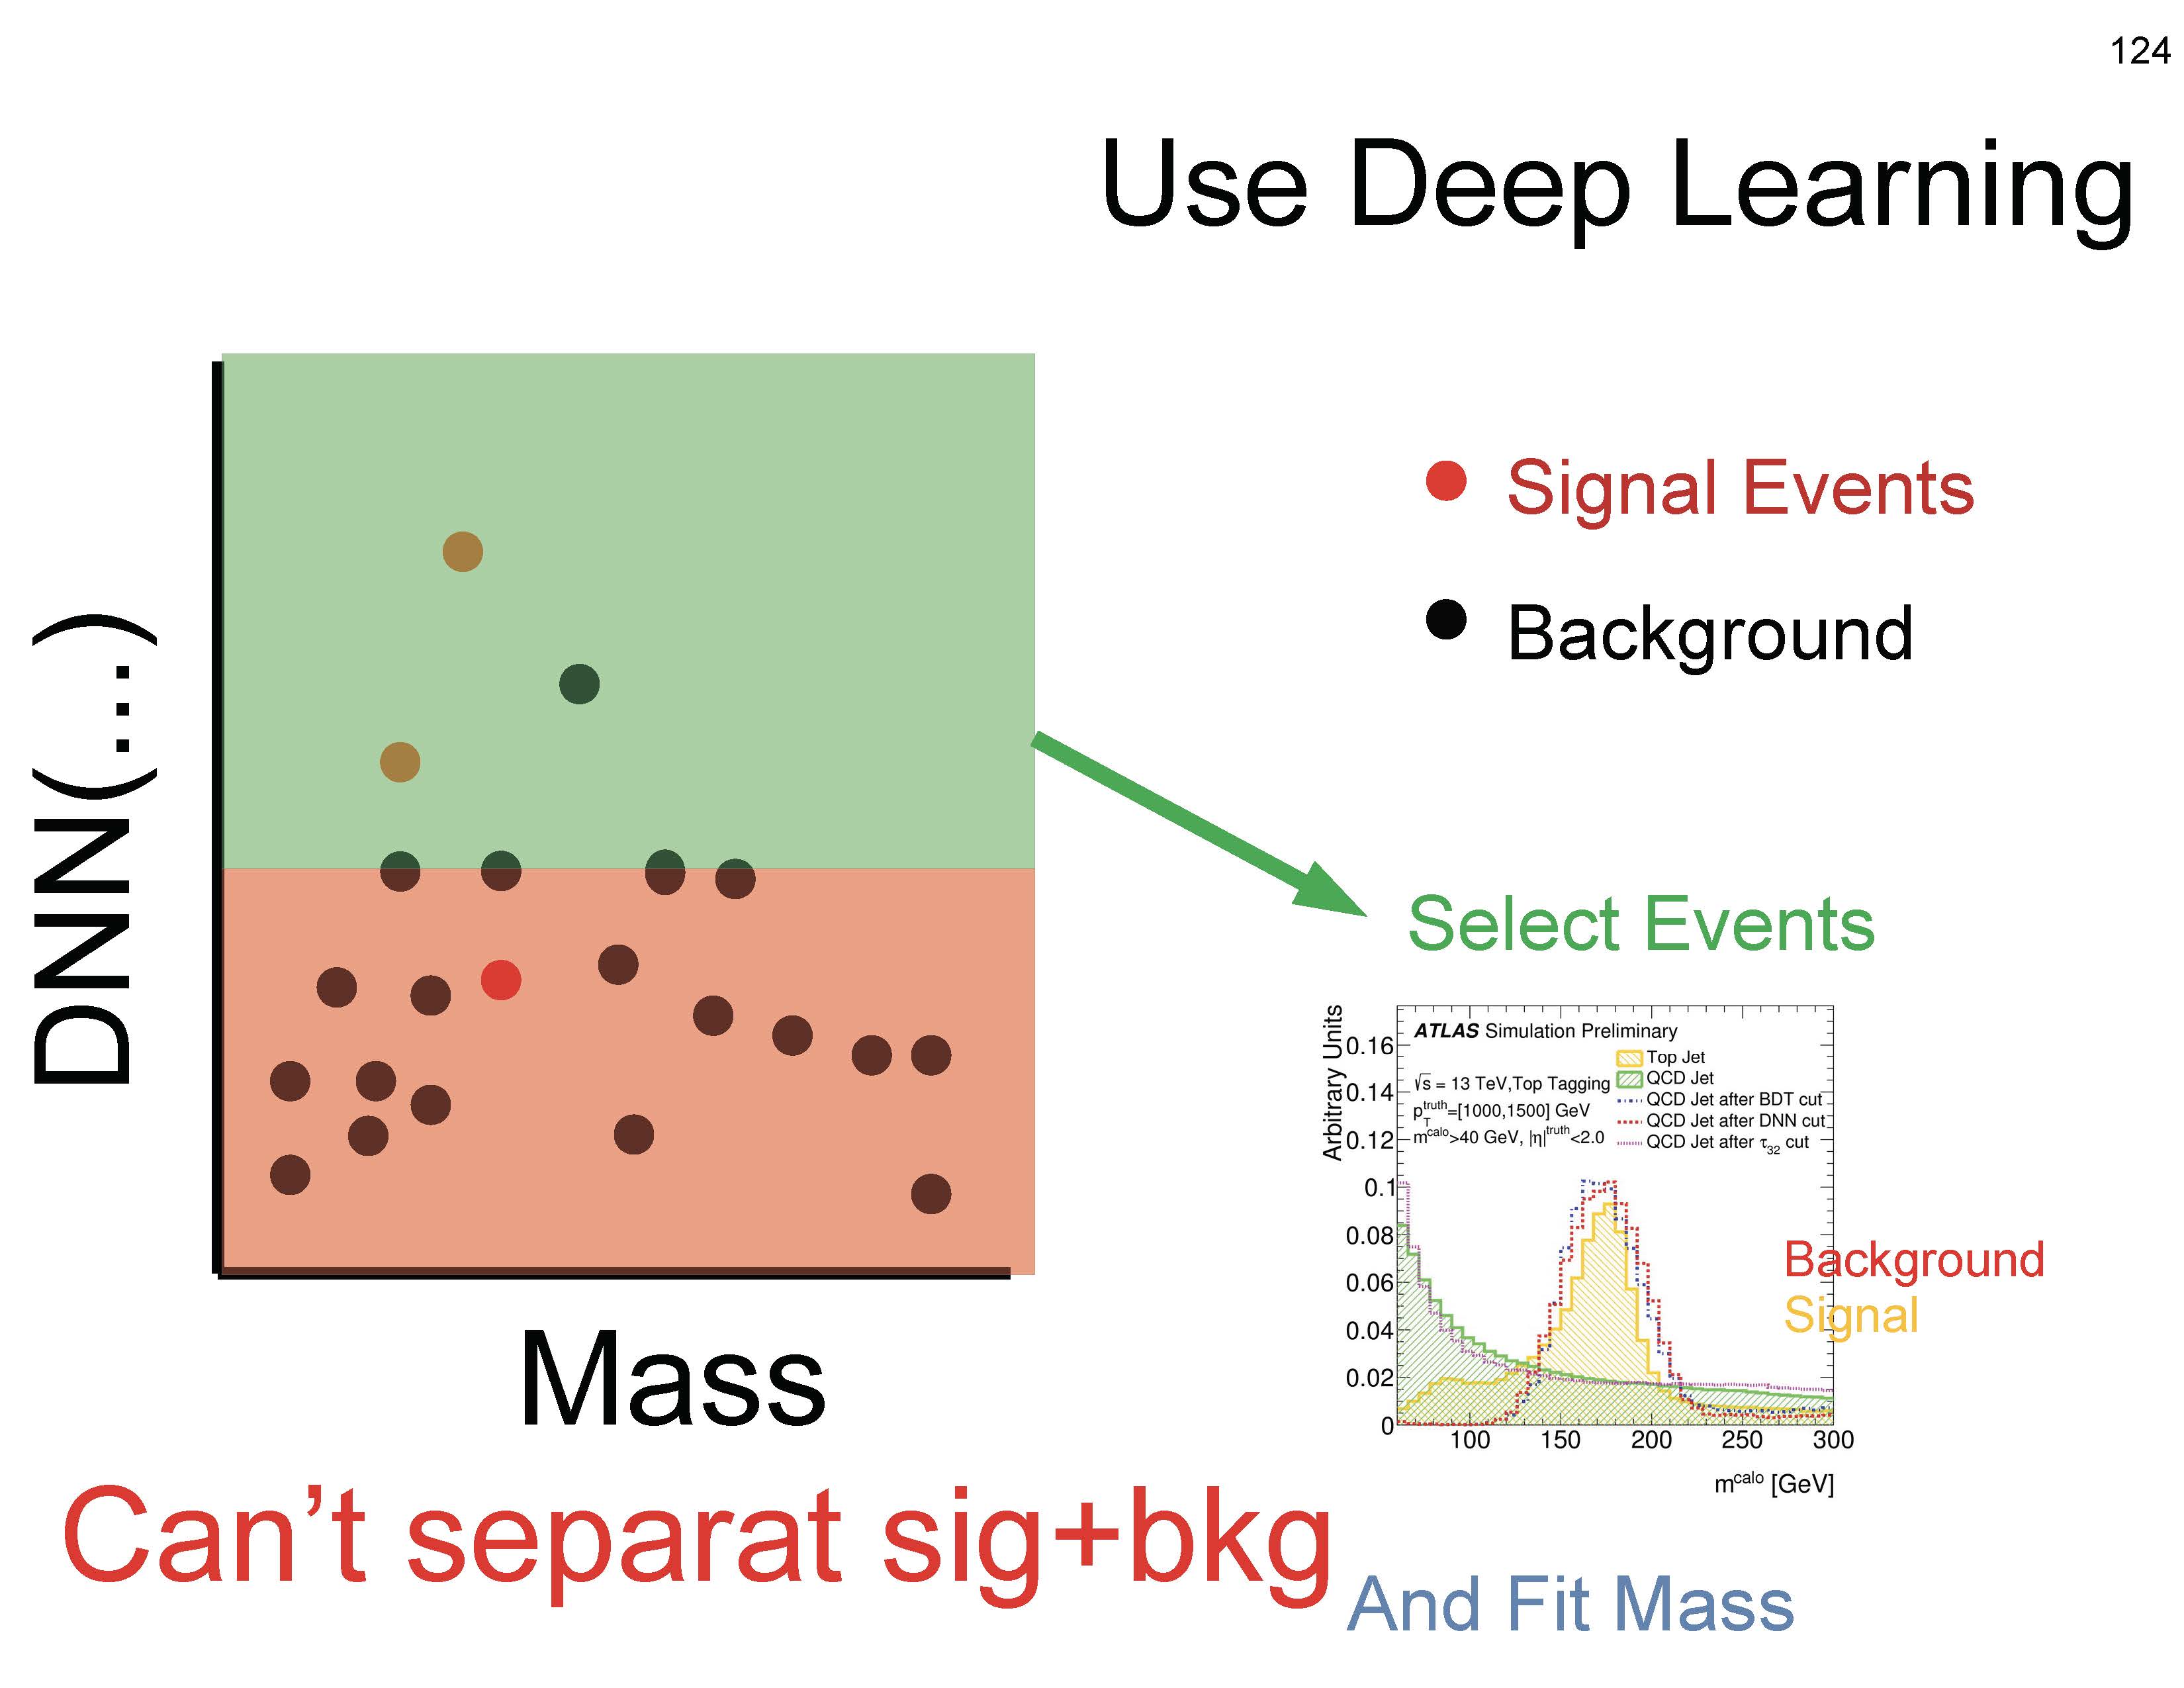 124
Use Deep Learning
Signal Events
Background
DNN(...)
Select Events
Mass
Can't separat sig+bkg
Arbitrary Units
ATLAS Simulation Preliminary
√s = 13 TeV,Top Tagging
p_T^truth=[1000,1500] GeV
m^calo>40 GeV, |η|^truth<2.0
Top Jet
QCD Jet
QCD Jet after BDT cut
QCD Jet after DNN cut
QCD Jet after τ_32 cut
0.16
0.14
0.12
0.1
0.08
0.06
0.04
0.02
0
100 150 200 250 300
m^calo [GeV]
Background
Signal
And Fit Mass